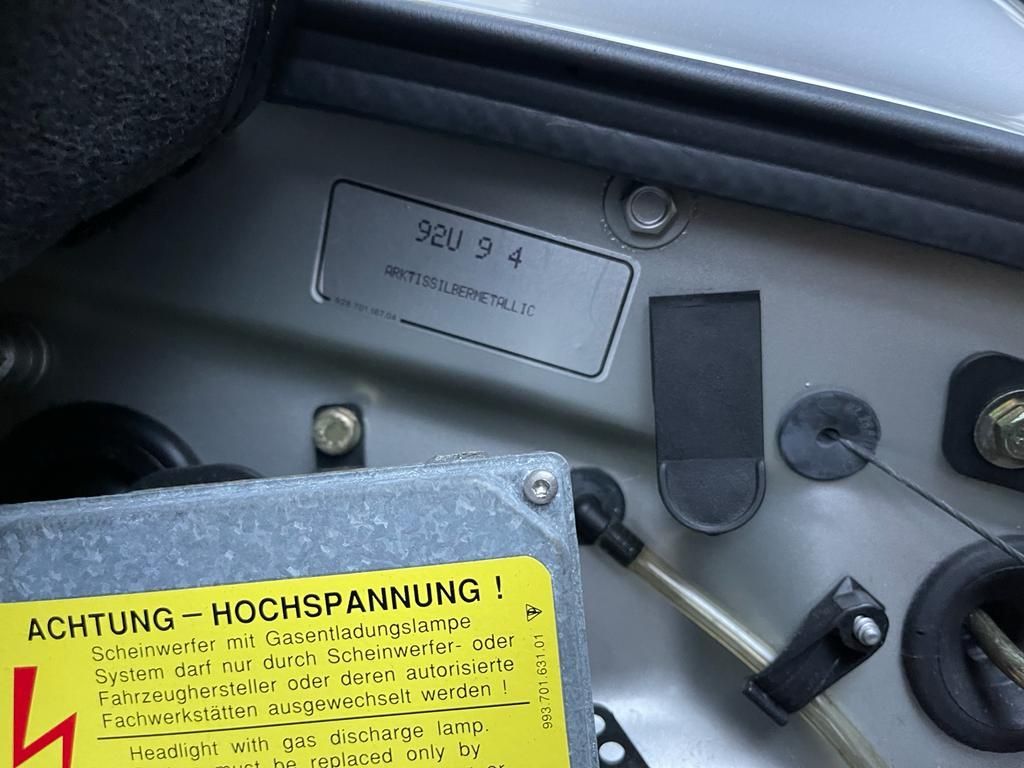 92U 9 4
ARKTISSILBERMETALLIC
928.701.167.04
ACHTUNG – HOCHSPANNUNG !
Scheinwerfer mit Gasentladungslampe
System darf nur durch Scheinwerfer- oder
Fahrzeughersteller oder deren autorisierte
Fachwerkstätten ausgewechselt werden !
993.701.631.01
Headlight with gas discharge lamp.
must be replaced only by